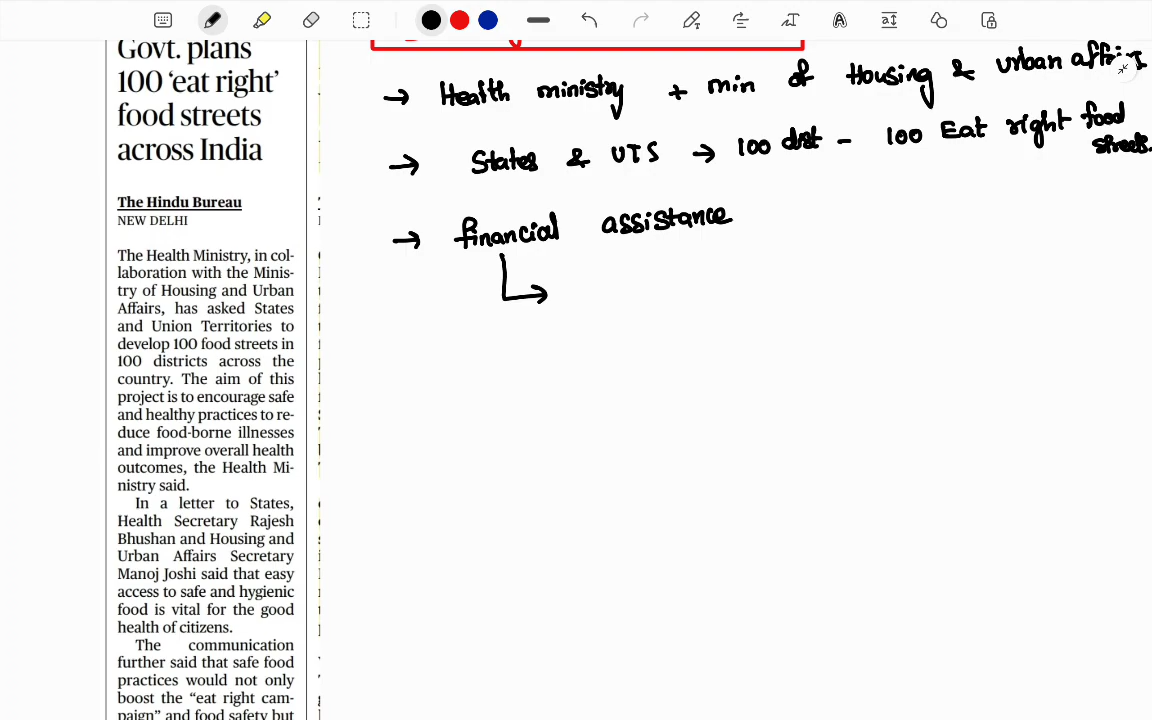 Govt. plans
100 ‘eat right’
food streets
across India
The Hindu Bureau
NEW DELHI
The Health Ministry, in col-
laboration with the Minis-
try of Housing and Urban
Affairs, has asked States
and Union Territories to
develop 100 food streets in
100 districts across the
country. The aim of this
project is to encourage safe
and healthy practices to re-
duce food-borne illnesses
and improve overall health
outcomes, the Health Mi-
nistry said.
In a letter to States,
Health Secretary Rajesh
Bhushan and Housing and
Urban Affairs Secretary
Manoj Joshi said that easy
access to safe and hygienic
food is vital for the good
health of citizens.
The communication
further said that safe food
practices would not only
boost the “eat right cam-
paign” and food safety but
→ Health ministry + min of Housing & urban affairs
→ States & UTS → 100 dist - 100 Eat right food
streets.
→ financial assistance